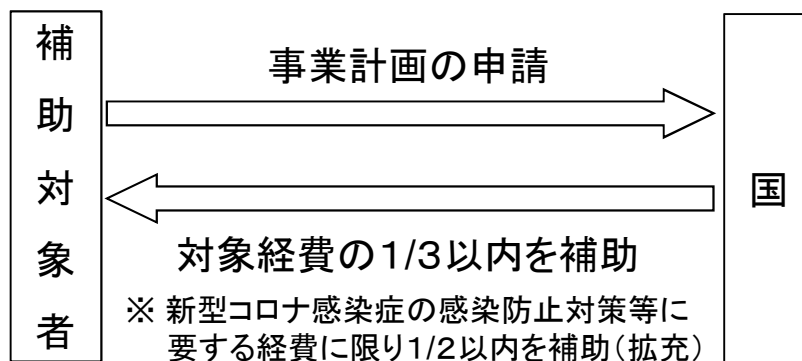 補助対象者
事業計画の申請
国
対象経費の1/3以内を補助
※ 新型コロナ感染症の感染防止対策等に
要する経費に限り1/2以内を補助(拡充)